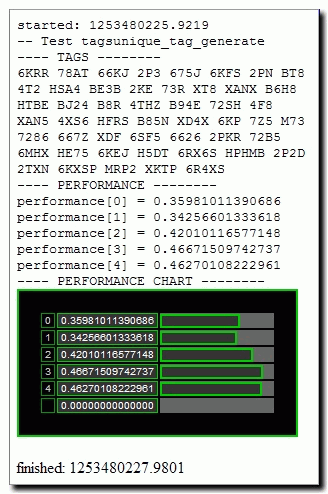 started: 1253480225.9219
-- Test tagsunique_tag_generate
---- TAGS --------
6KRR 78AT 66KJ 2P3 675J 6KFS 2PN BT8
4T2 HSA4 BE3B 2KE 73R XT8 XANX B6H8
HTBE BJ24 B8R 4THZ B94E 72SH 4F8
XAN5 4XS6 HFRS B85N XD4X 6KP 7Z5 M73
7286 667Z XDF 6SF5 6626 2PKR 72B5
6MHX HE75 6KEJ H5DT 6RX6S HPHMB 2P2D
2TXN 6KXSP MRP2 XKTP 6R4XS
---- PERFORMANCE --------
performance[0] = 0.35981011390686
performance[1] = 0.34256601333618
performance[2] = 0.42010116577148
performance[3] = 0.46671509742737
performance[4] = 0.46270108222961
---- PERFORMANCE CHART --------
0 0.35981011390686
1 0.34256601333618
2 0.42010116577148
3 0.46671509742737
4 0.46270108222961
0.00000000000000
finished: 1253480227.9801